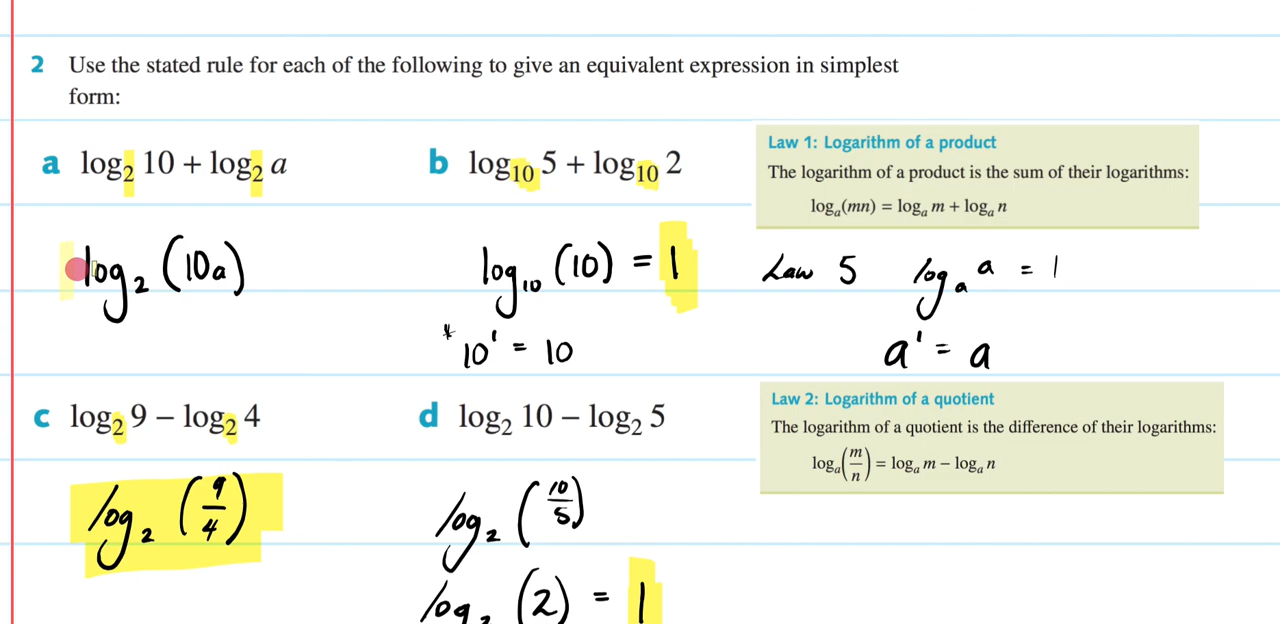 2 Use the stated rule for each of the following to give an equivalent expression in simplest
form:
a log₂ 10 + log₂ a
b log₁₀ 5 + log₁₀ 2
Law 1: Logarithm of a product
The logarithm of a product is the sum of their logarithms:
logₐ(mn) = logₐ m + logₐ n
log₂ (10a)
log₁₀ (10) = 1
* 10¹ = 10
Law 5 logₐ a = 1
a¹ = a
c log₂ 9 − log₂ 4
d log₂ 10 − log₂ 5
Law 2: Logarithm of a quotient
The logarithm of a quotient is the difference of their logarithms:
logₐ(m/n) = logₐ m − logₐ n
log₂ (9/4)
log₂ (10/5)
log₂ (2) = 1